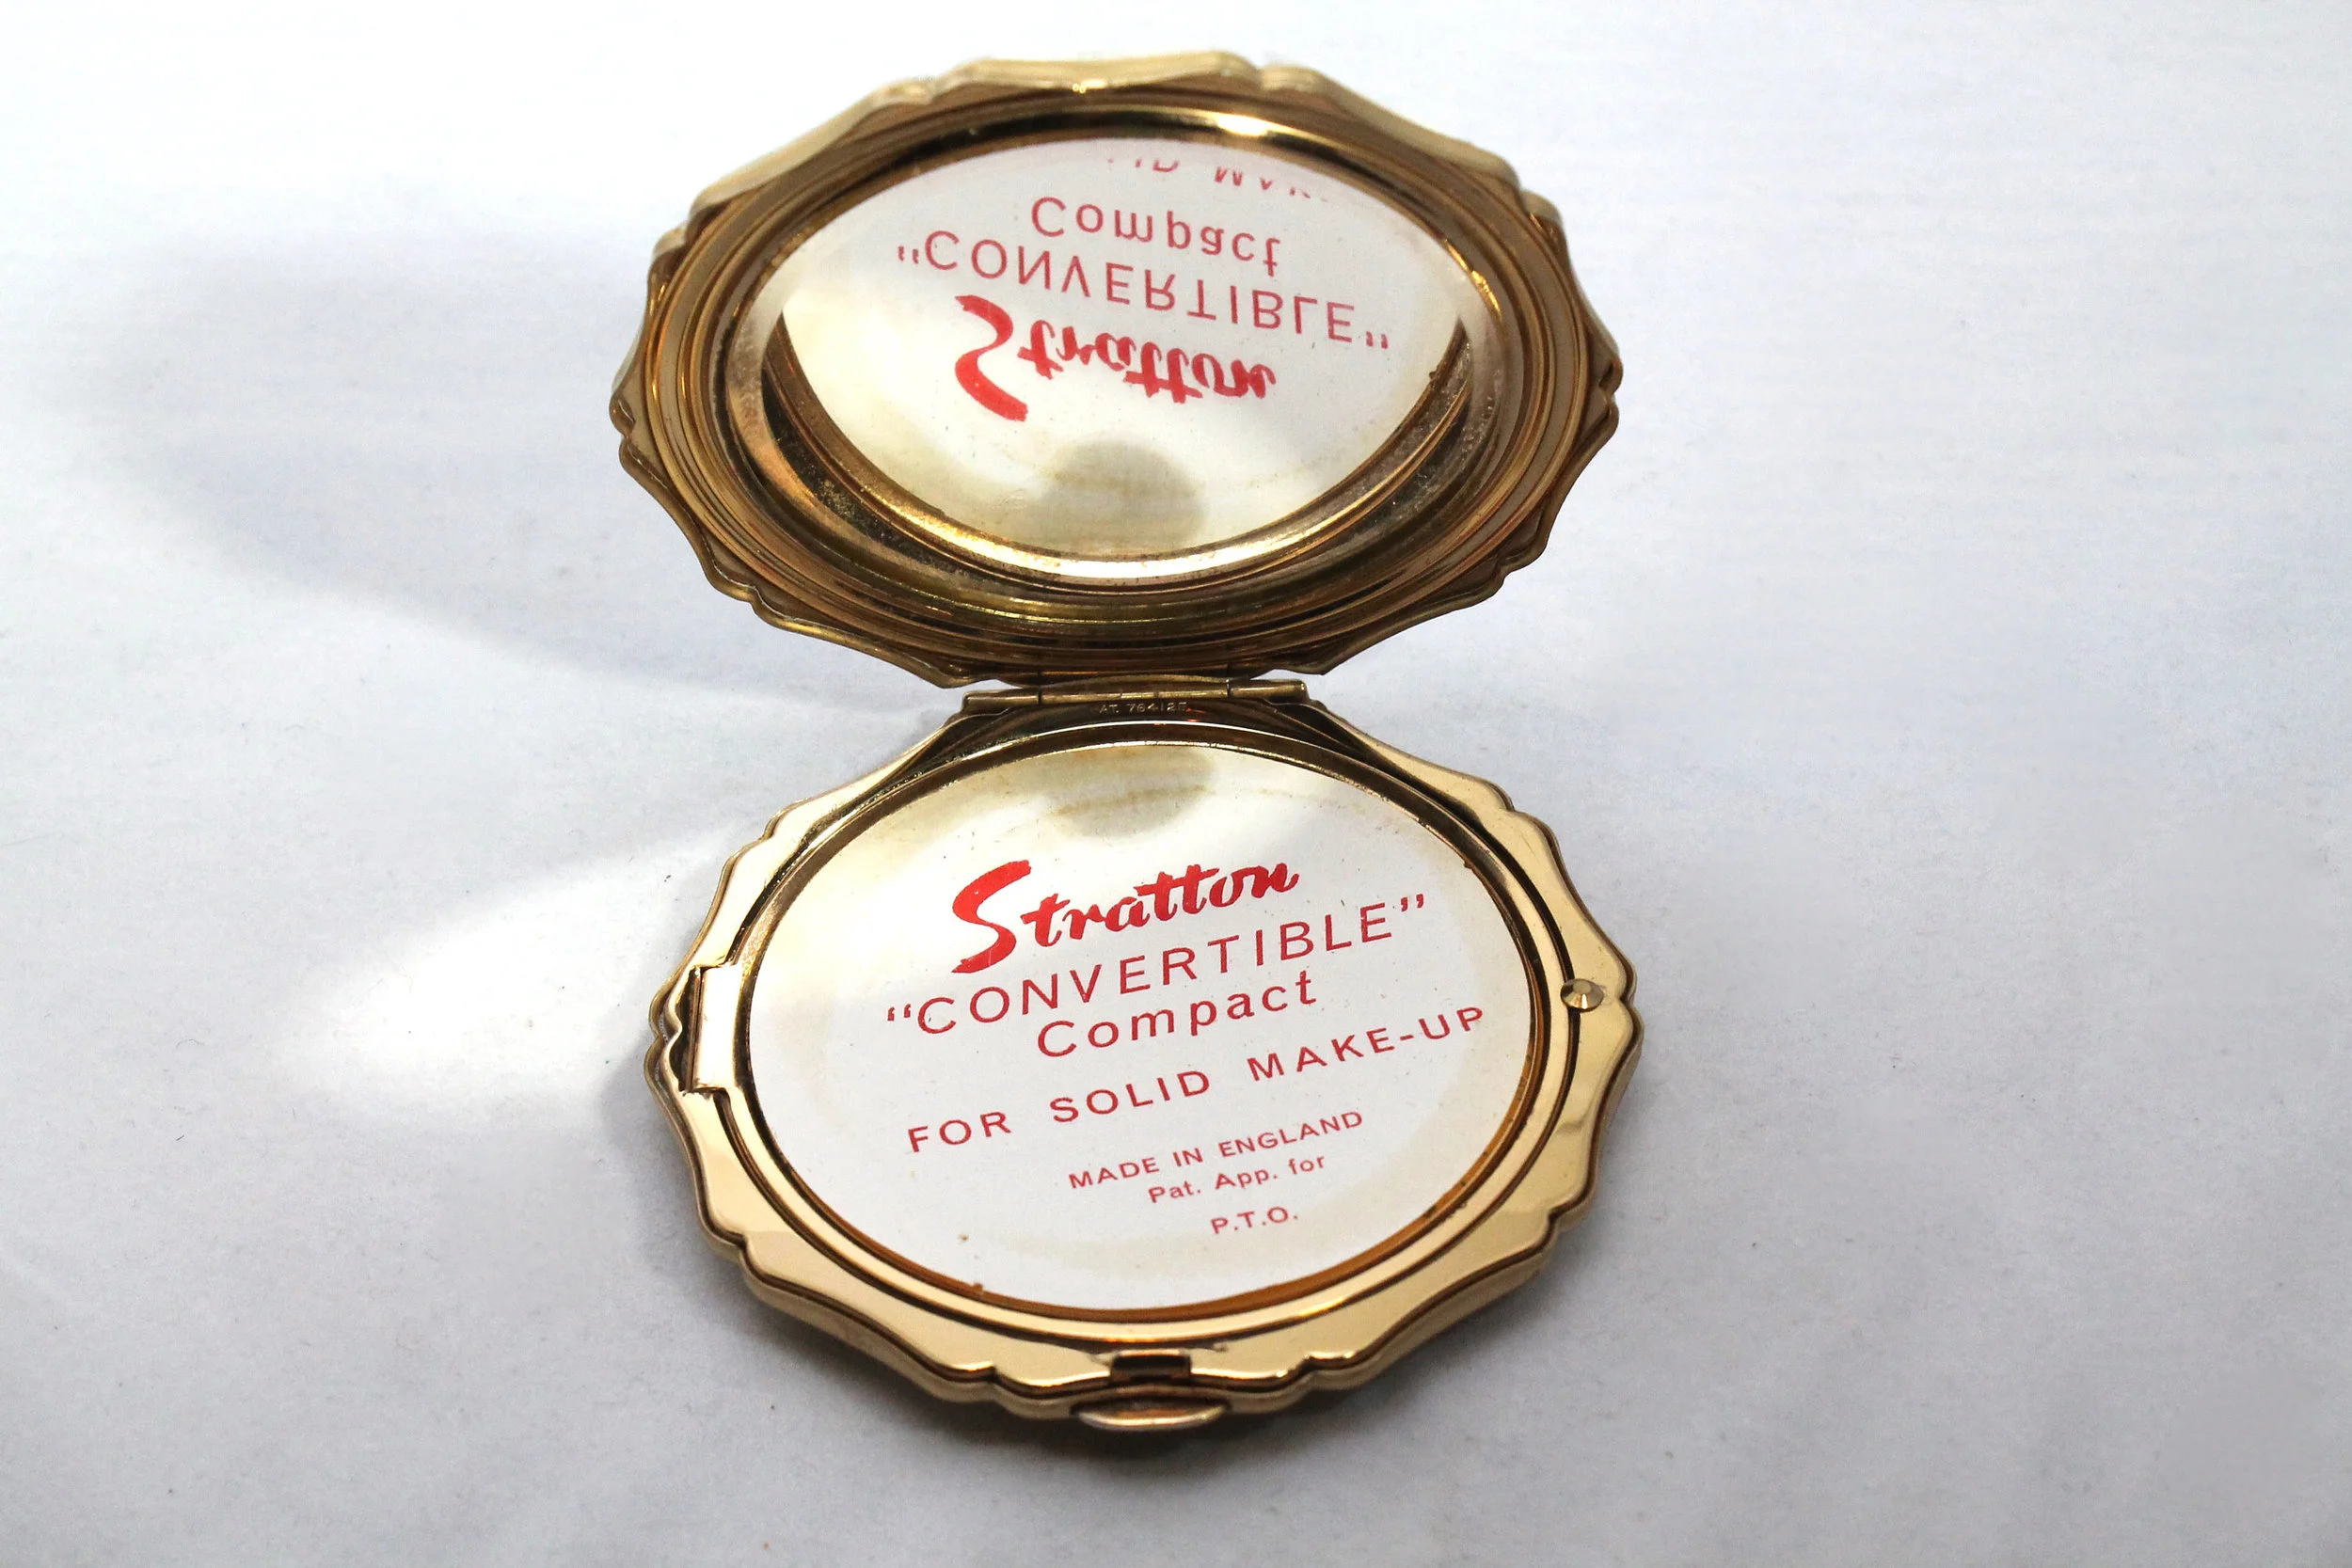 Stratton
“CONVERTIBLE”
Compact
FOR SOLID MAKE-UP
MADE IN ENGLAND
Pat. App. for
P.T.O.